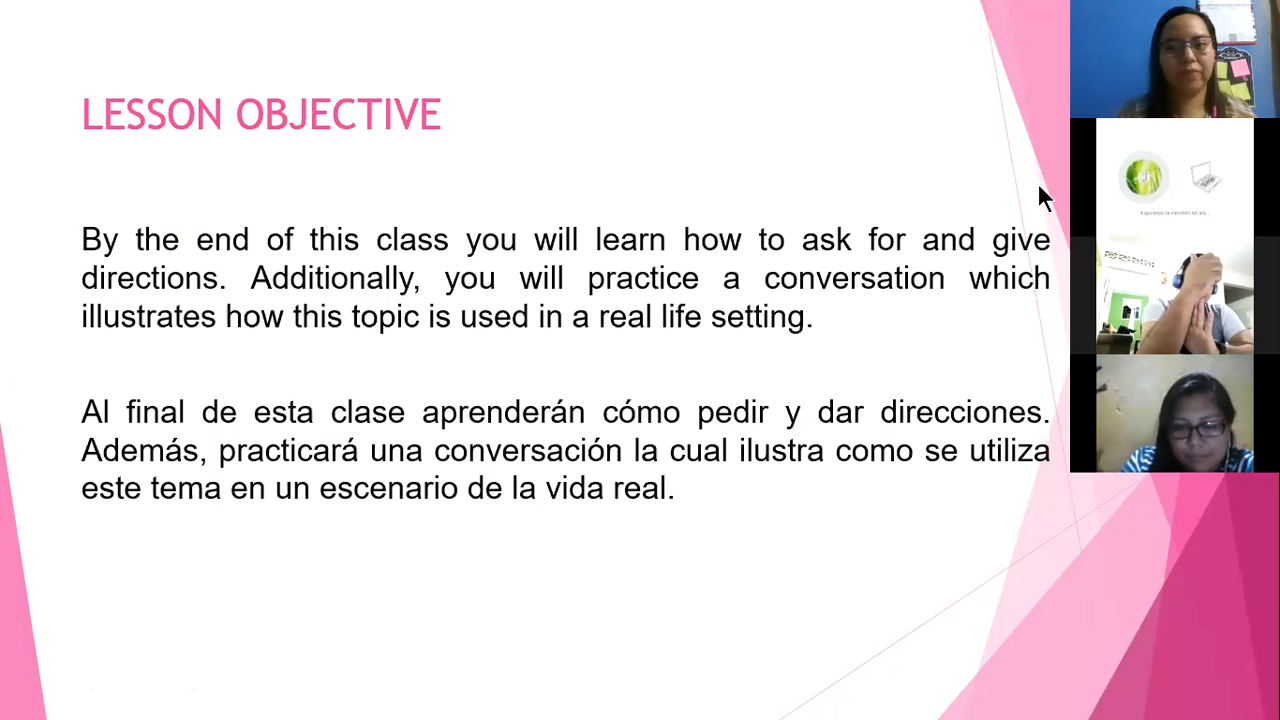 LESSON OBJECTIVE
By the end of this class you will learn how to ask for and give
directions. Additionally, you will practice a conversation which
illustrates how this topic is used in a real life setting.
Al final de esta clase aprenderán cómo pedir y dar direcciones.
Además, practicará una conversación la cual ilustra como se utiliza
este tema en un escenario de la vida real.